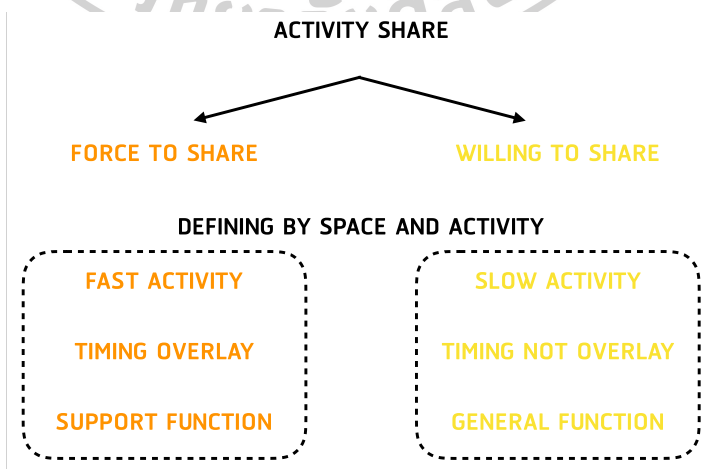 ACTIVITY SHARE
FORCE TO SHARE
WILLING TO SHARE
DEFINING BY SPACE AND ACTIVITY
FAST ACTIVITY
TIMING OVERLAY
SUPPORT FUNCTION
SLOW ACTIVITY
TIMING NOT OVERLAY
GENERAL FUNCTION